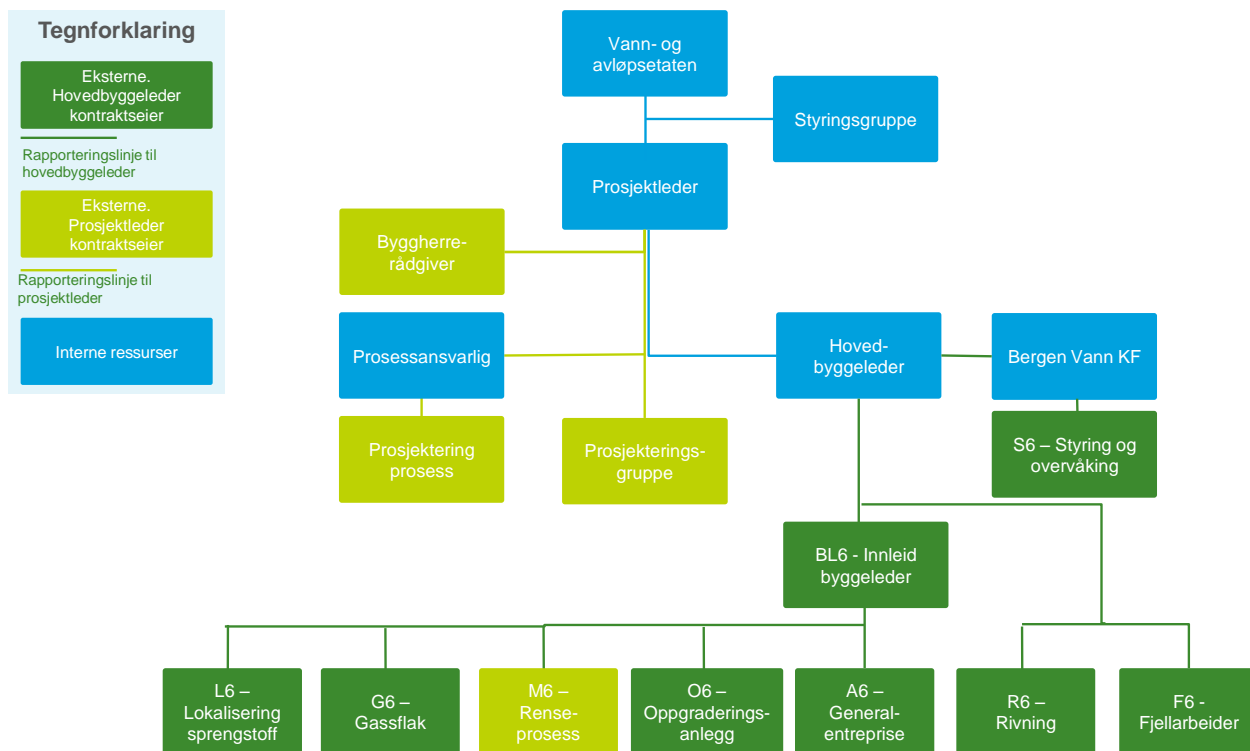 Tegnforklaring
Eksterne.
Hovedbyggeleder
kontraktseier
Rapporteringslinje til
hovedbyggeleder
Eksterne.
Prosjektleder
kontraktseier
Rapporteringslinje til
prosjektleder
Interne ressurser
Vann- og
avløpsetaten
Styringsgruppe
Prosjektleder
Byggherre-
rådgiver
Prosessansvarlig
Hoved-
byggeleder
Bergen Vann KF
Prosjektering
prosess
Prosjekterings-
gruppe
S6 – Styring og
overvåking
BL6 - Innleid
byggeleder
L6 –
Lokalisering
sprengstoff
G6 –
Gassflak
M6 –
Rense-
prosess
O6 –
Oppgraderings-
anlegg
A6 –
General-
entreprise
R6 –
Rivning
F6 -
Fjellarbeider